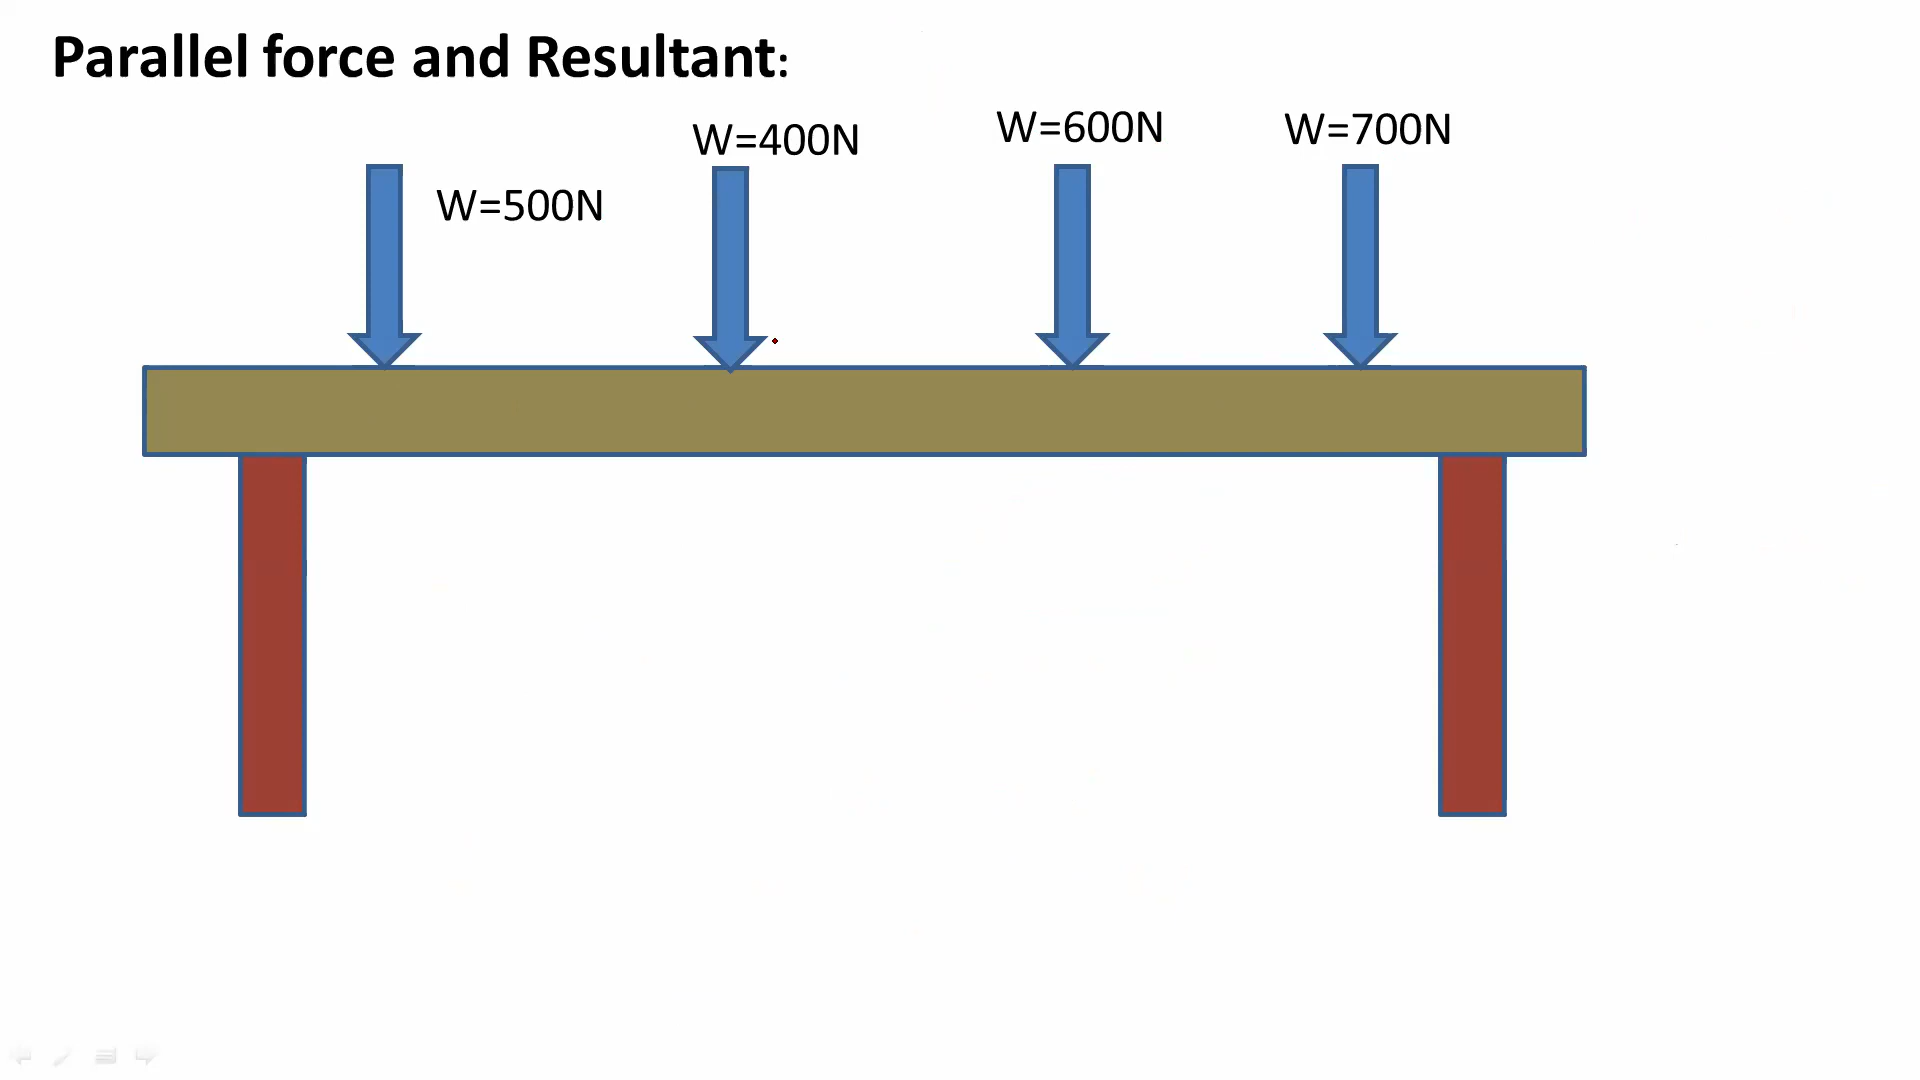 Parallel force and Resultant:
W=400N
W=600N
W=700N
W=500N